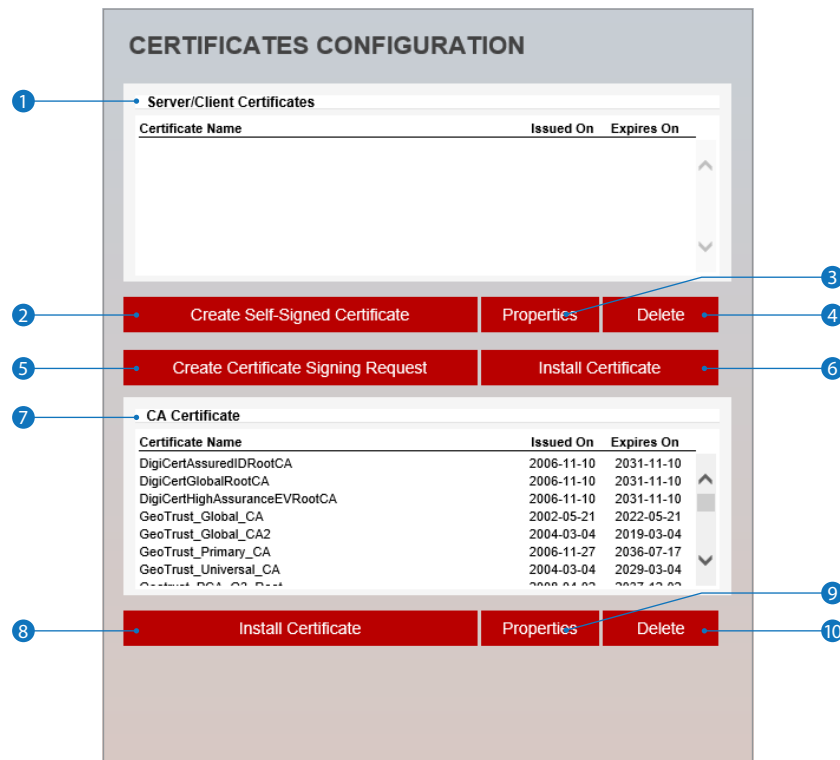 CERTIFICATES CONFIGURATION
1 Server/Client Certificates
Certificate Name Issued On Expires On
3
2 Create Self-Signed Certificate Properties Delete 4
5 Create Certificate Signing Request Install Certificate 6
7 CA Certificate
Certificate Name Issued On Expires On
DigiCertAssuredIDRootCA 2006-11-10 2031-11-10
DigiCertGlobalRootCA 2006-11-10 2031-11-10
DigiCertHighAssuranceEVRootCA 2006-11-10 2031-11-10
GeoTrust_Global_CA 2002-05-21 2022-05-21
GeoTrust_Global_CA2 2004-03-04 2019-03-04
GeoTrust_Primary_CA 2006-11-27 2036-07-17
GeoTrust_Universal_CA 2004-03-04 2029-03-04
9
8 Install Certificate Properties Delete 10